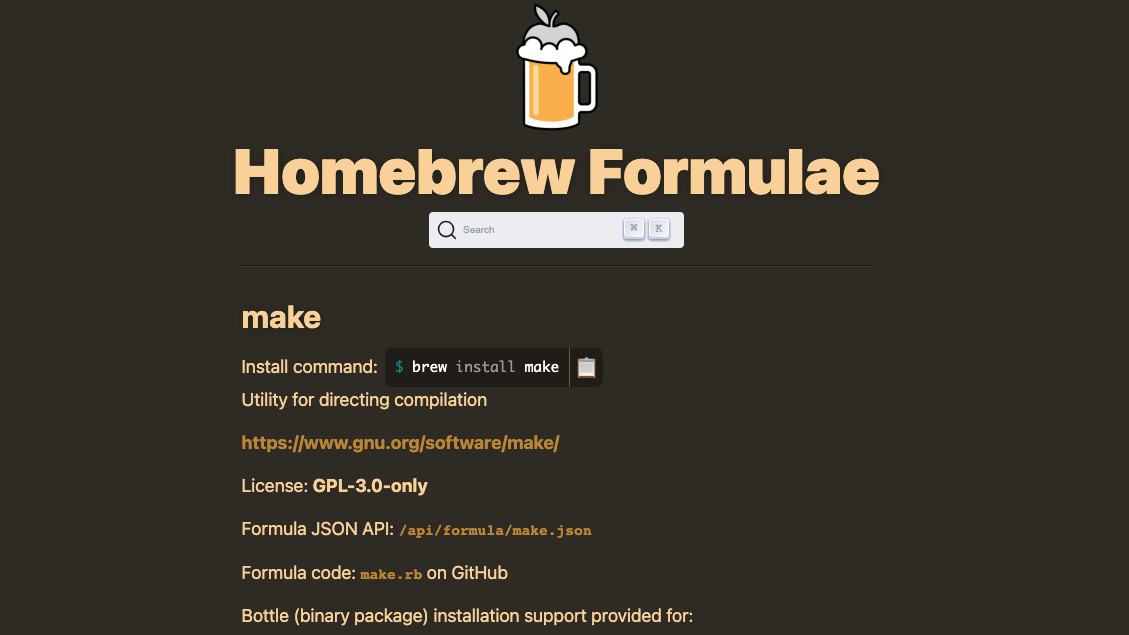 Homebrew Formulae
Search ⌘ K
make
Install command: $ brew install make
Utility for directing compilation
https://www.gnu.org/software/make/
License: GPL-3.0-only
Formula JSON API: /api/formula/make.json
Formula code: make.rb on GitHub
Bottle (binary package) installation support provided for: